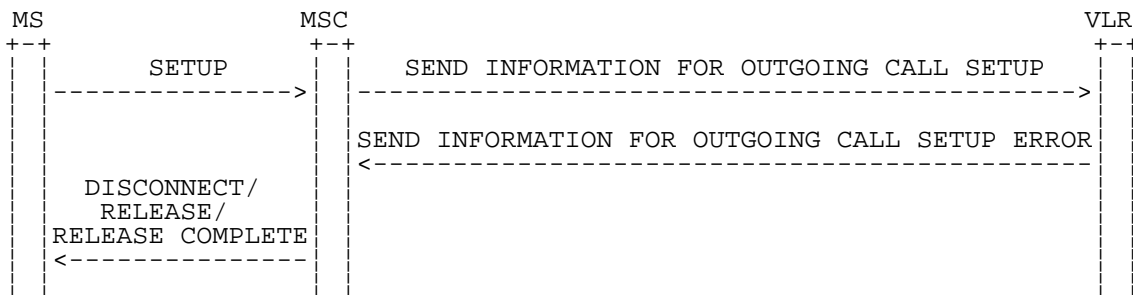 MS MSC VLR
SETUP SEND INFORMATION FOR OUTGOING CALL SETUP
SEND INFORMATION FOR OUTGOING CALL SETUP ERROR
DISCONNECT/
RELEASE/
RELEASE COMPLETE